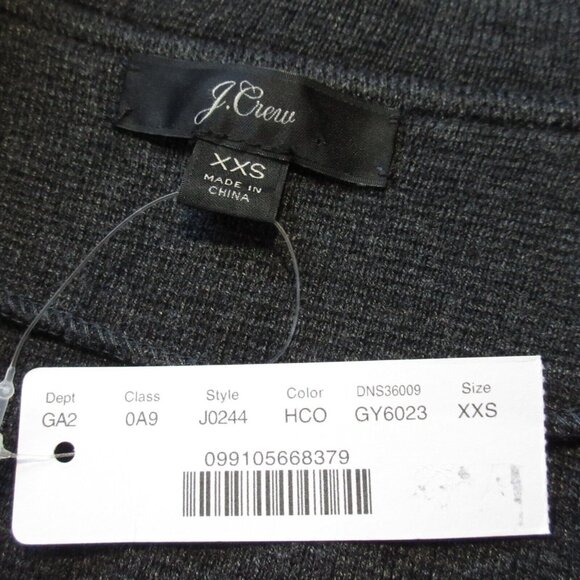 J.Crew
XXS
MADE IN
CHINA
Dept Class Style Color DNS36009 Size
GA2 0A9 J0244 HCO GY6023 XXS
099105668379